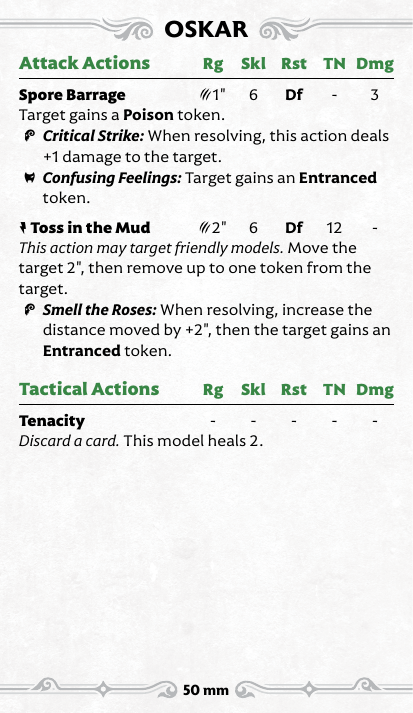 OSKAR
Attack Actions Rg Skl Rst TN Dmg
Spore Barrage 1" 6 Df - 3
Target gains a Poison token.
Critical Strike: When resolving, this action deals
+1 damage to the target.
Confusing Feelings: Target gains an Entranced
token.
Toss in the Mud 2" 6 Df 12 -
This action may target friendly models. Move the
target 2", then remove up to one token from the
target.
Smell the Roses: When resolving, increase the
distance moved by +2", then the target gains an
Entranced token.
Tactical Actions Rg Skl Rst TN Dmg
Tenacity - - - - -
Discard a card. This model heals 2.
50 mm